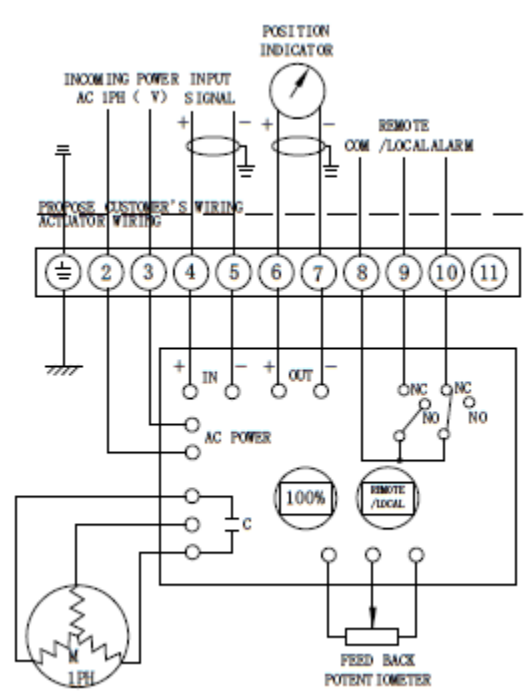 POSITION
INDICATOR
INCOMING POWER
AC 1PH ( V)
INPUT
SIGNAL
+ − + −
REMOTE
COM /LOCAL ALARM
PROPOSE CUSTOMER'S WIRING
ACTUATOR WIRING
2 3 4 5 6 7 8 9 10 11
+ IN − + OUT −
NC NC
NO NO
AC POWER
100%
REMOTE
/LOCAL
C
M
1PH
FEED BACK
POTENTIOMETER